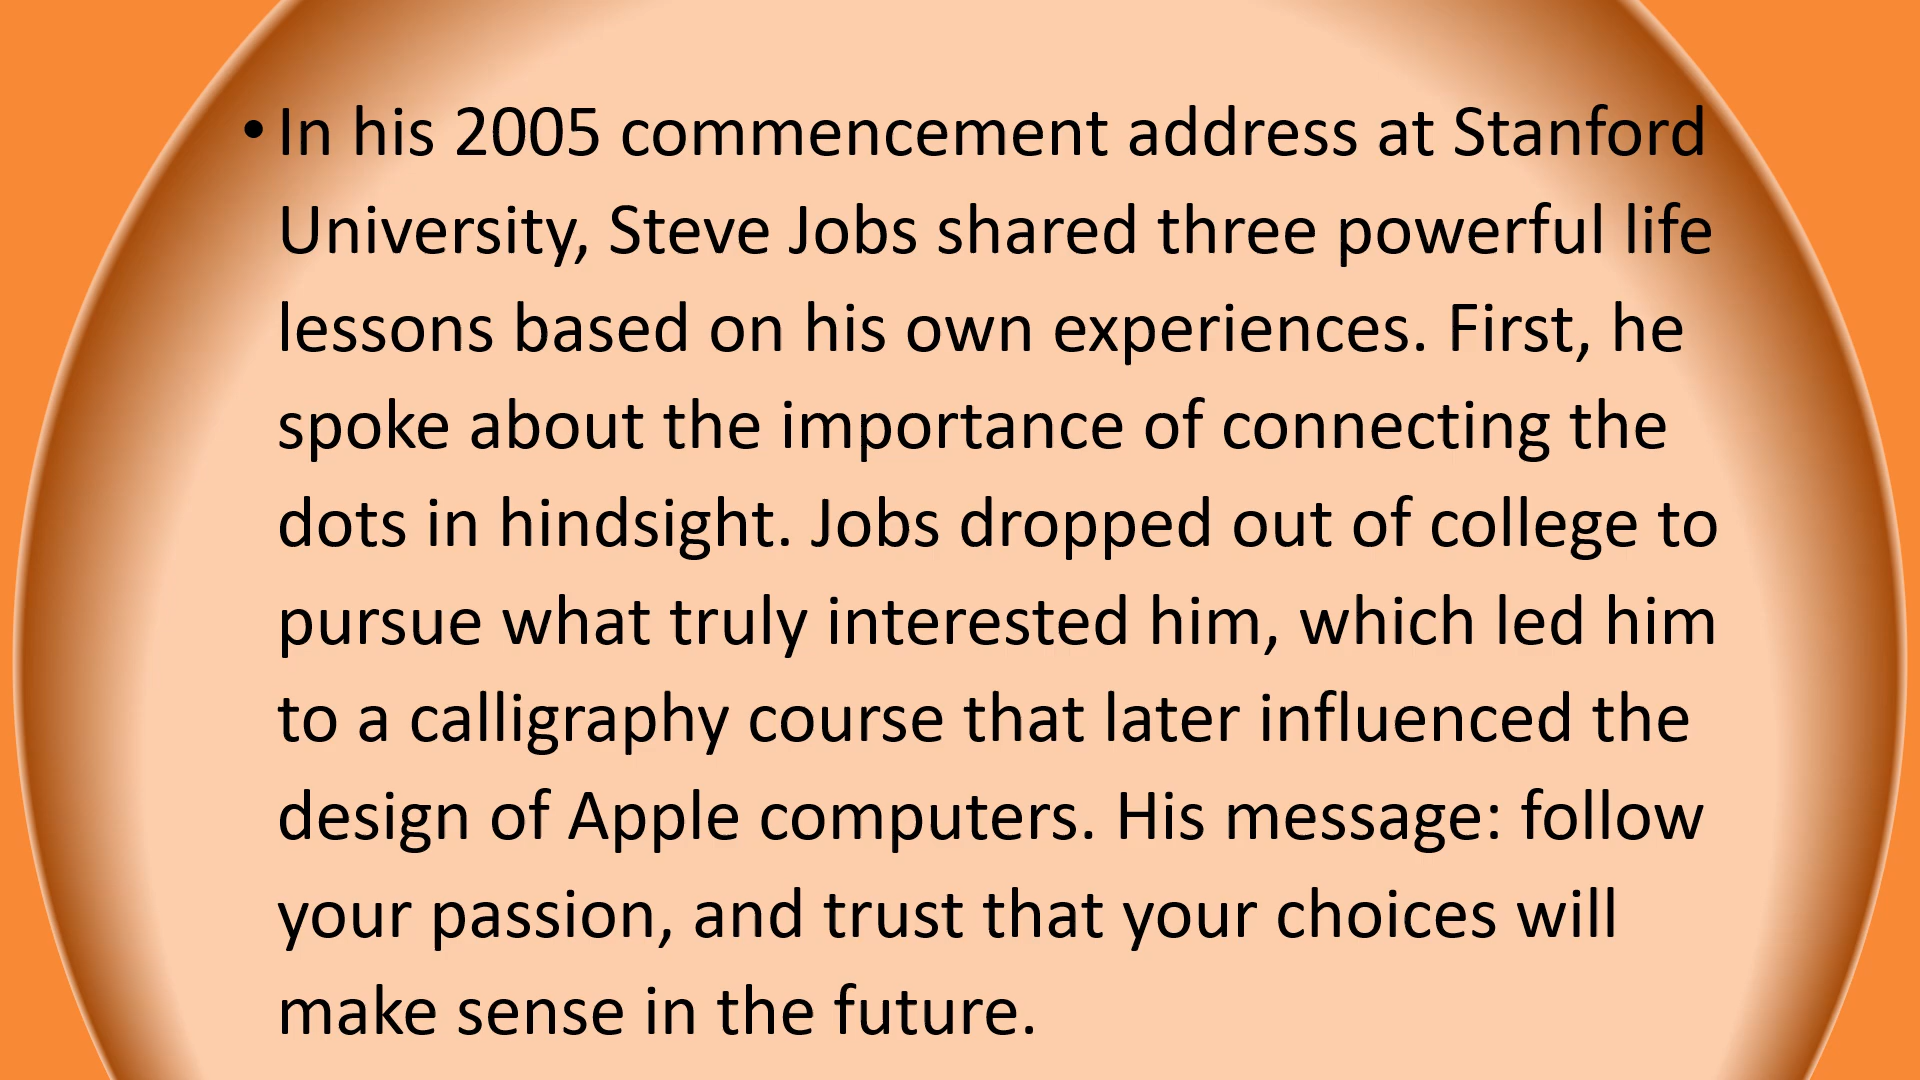 • In his 2005 commencement address at Stanford
University, Steve Jobs shared three powerful life
lessons based on his own experiences. First, he
spoke about the importance of connecting the
dots in hindsight. Jobs dropped out of college to
pursue what truly interested him, which led him
to a calligraphy course that later influenced the
design of Apple computers. His message: follow
your passion, and trust that your choices will
make sense in the future.